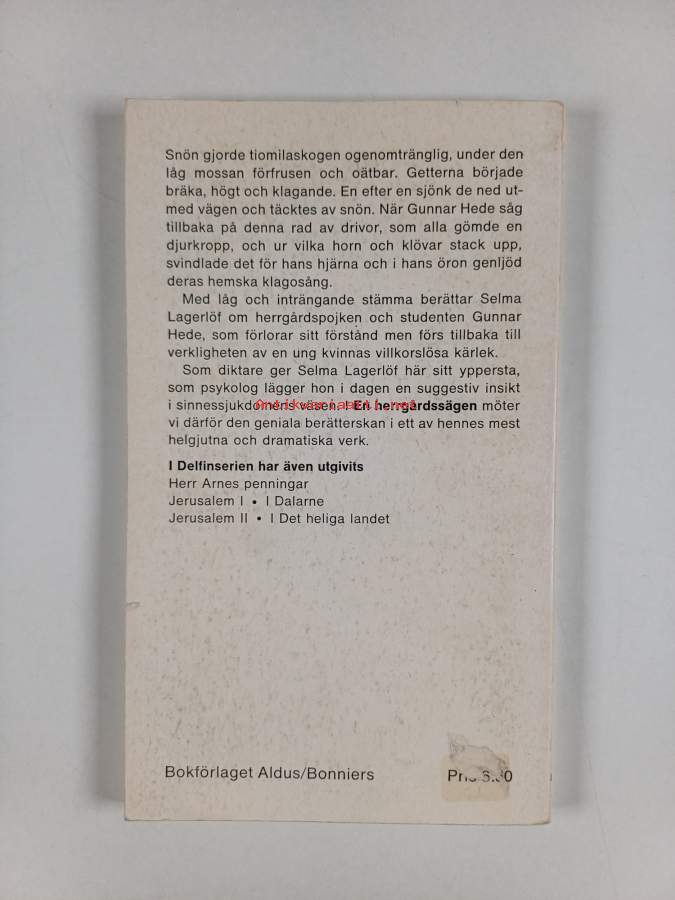 Snön gjorde tiomilaskogen ogenomtränglig, under den
låg mossan förfrusen och oätbar. Getterna började
bräka, högt och klagande. En efter en sjönk de ned ut-
med vägen och täcktes av snön. När Gunnar Hede såg
tillbaka på denna rad av drivor, som alla gömde en
djurkropp, och ur vilka horn och klövar stack upp,
svindlade det för hans hjärna och i hans öron genljöd
deras hemska klagosång.
Med låg och inträngande stämma berättar Selma
Lagerlöf om herrgårdspojken och studenten Gunnar
Hede, som förlorar sitt förstånd men förs tillbaka till
verkligheten av en ung kvinnas villkorslösa kärlek.
Som diktare ger Selma Lagerlöf här sitt yppersta,
som psykolog lägger hon i dagen en suggestiv insikt
i sinnessjukdomens väsen. I En herrgårdssägen möter
Antikvariaatti.net
vi därför den geniala berätterskan i ett av hennes mest
helgjutna och dramatiska verk.
I Delfinserien har även utgivits
Herr Arnes penningar
Jerusalem I • I Dalarne
Jerusalem II • I Det heliga landet
Bokförlaget Aldus/Bonniers